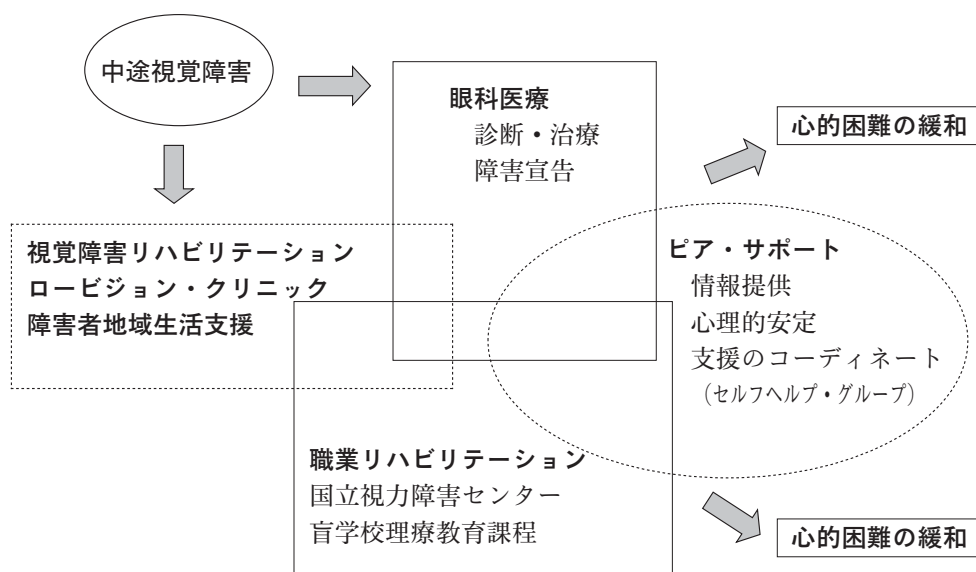 中途視覚障害
眼科医療
診断・治療
障害宣告
心的困難の緩和
視覚障害リハビリテーション
ロービジョン・クリニック
障害者地域生活支援
ピア・サポート
情報提供
心理的安定
支援のコーディネート
（セルフヘルプ・グループ）
職業リハビリテーション
国立視力障害センター
盲学校理療教育課程
心的困難の緩和